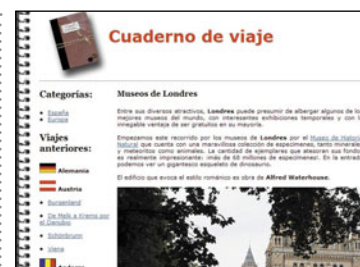 Cuaderno de viaje
Categorías:
España
Europa
Viajes
anteriores:
Alemania
Austria
Burgenland
De Melk a Krems por
el Danubio
Schönbrunn
Viena
Museos de Londres
Entre sus diversos atractivos, Londres puede presumir de albergar algunos de los
mejores museos del mundo, con interesantes exhibiciones temporales y con l
innegable ventaja de ser gratuitos en su mayoría.
Empezamos este recorrido por los museos de Londres por el Museo de Histori
Natural que cuenta con una maravillosa colección de especímenes, tanto minerales
y meteoritos como animales. La cantidad de ejemplares que atesoran sus fondo
es realmente impresionante: ¡más de 68 millones de especímenes!. En la entrad
podemos ver un gigantesco esqueleto de dinosaurio.
El edificio que evoca el estilo románico es obra de Alfred Waterhouse.